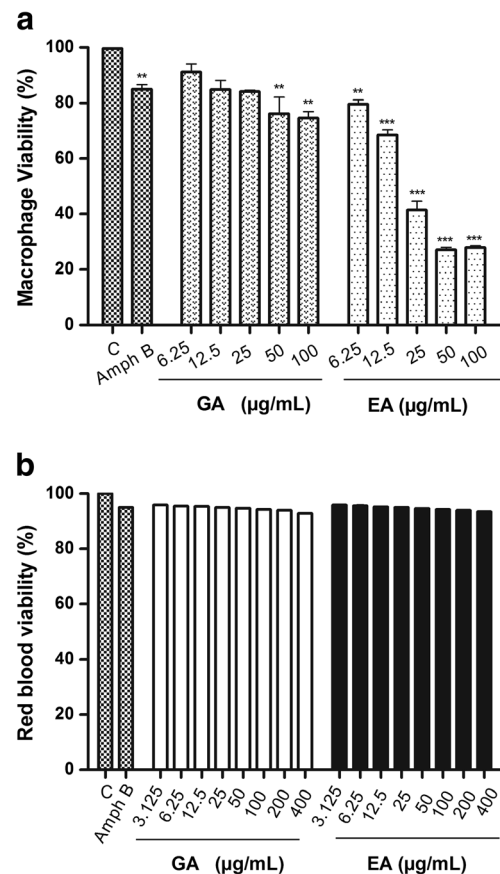 a
Macrophage Viability (%)
100
80
60
40
20
0
** ** ** ** *** *** *** ***
C Amph B 6.25 12.5 25 50 100 6.25 12.5 25 50 100
GA (µg/mL) EA (µg/mL)
b
Red blood viability (%)
100
80
60
40
20
0
C Amph B 3.125 6.25 12.5 25 50 100 200 400 3.125 6.25 12.5 25 50 100 200 400
GA (µg/mL) EA (µg/mL)